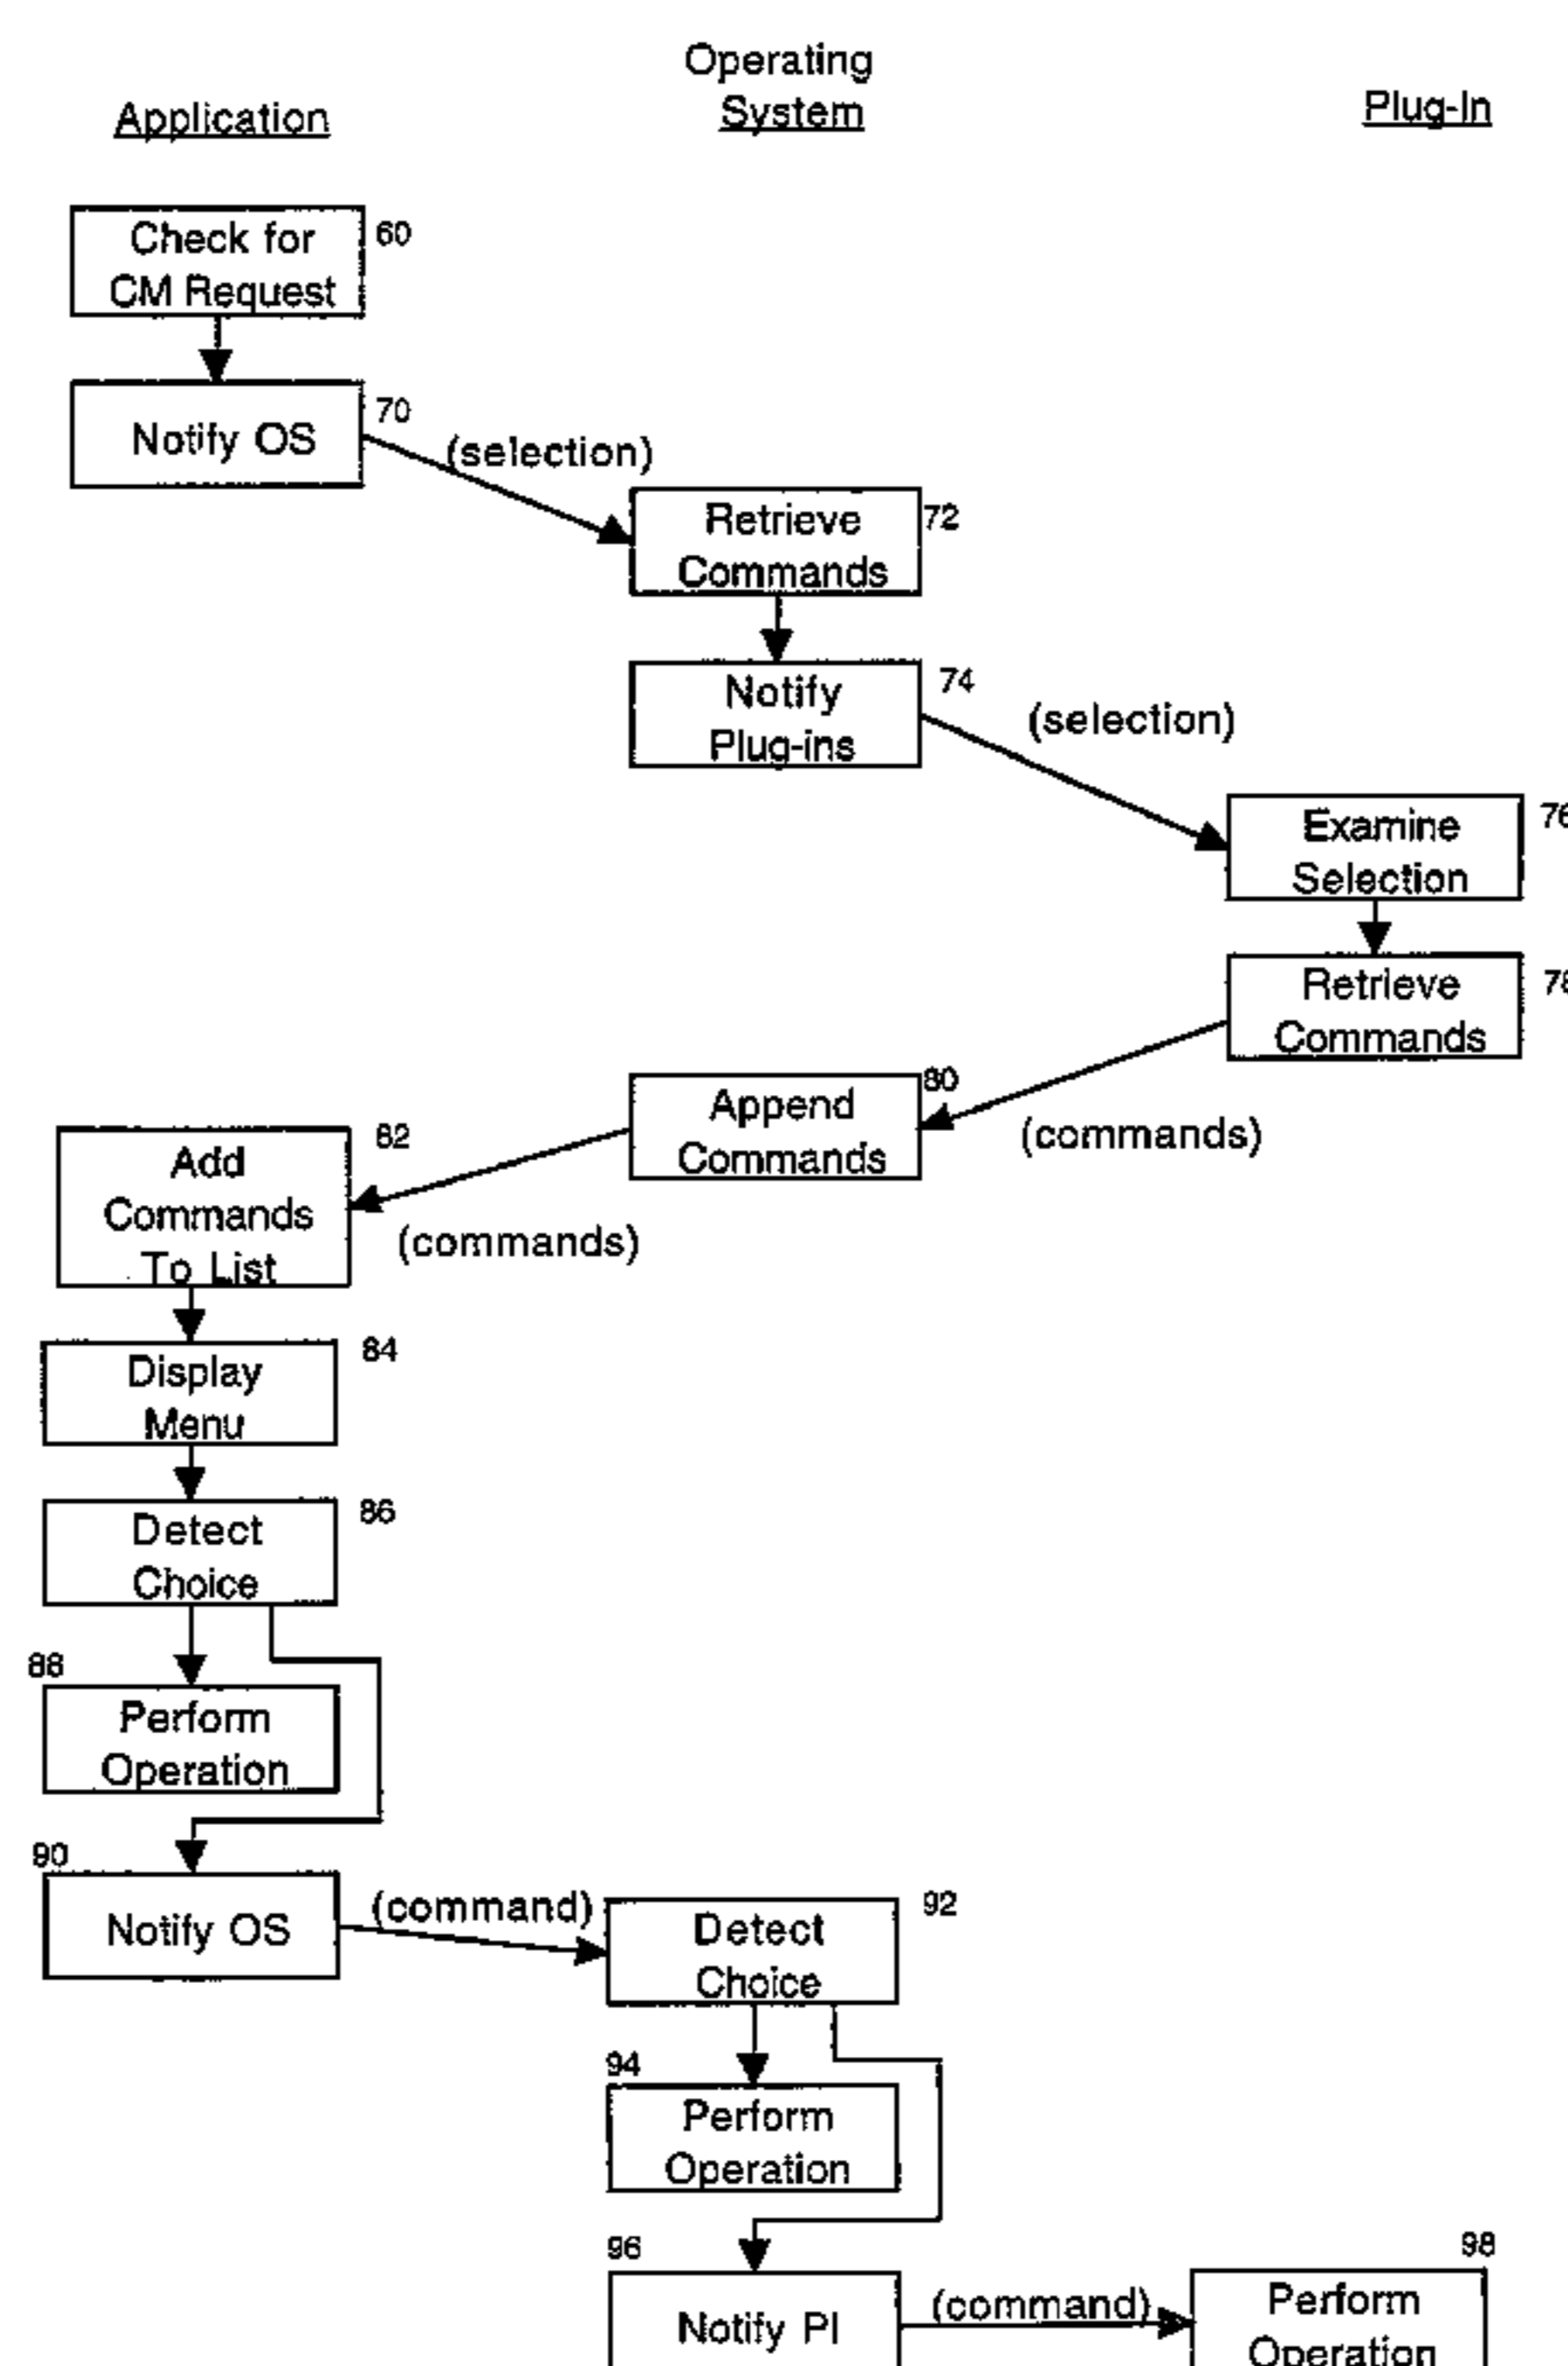 Operating
System
Application
Plug-In
Check for
CM Request
60
Notify OS
70
(selection)
Retrieve
Commands
72
Notify
Plug-ins
74
(selection)
Examine
Selection
76
Retrieve
Commands
78
Append
Commands
80
(commands)
Add
Commands
To List
82
(commands)
Display
Menu
84
Detect
Choice
86
88
Perform
Operation
90
Notify OS
(command)
Detect
Choice
92
94
Perform
Operation
96
Notify PI
(command)
98
Perform
Operation